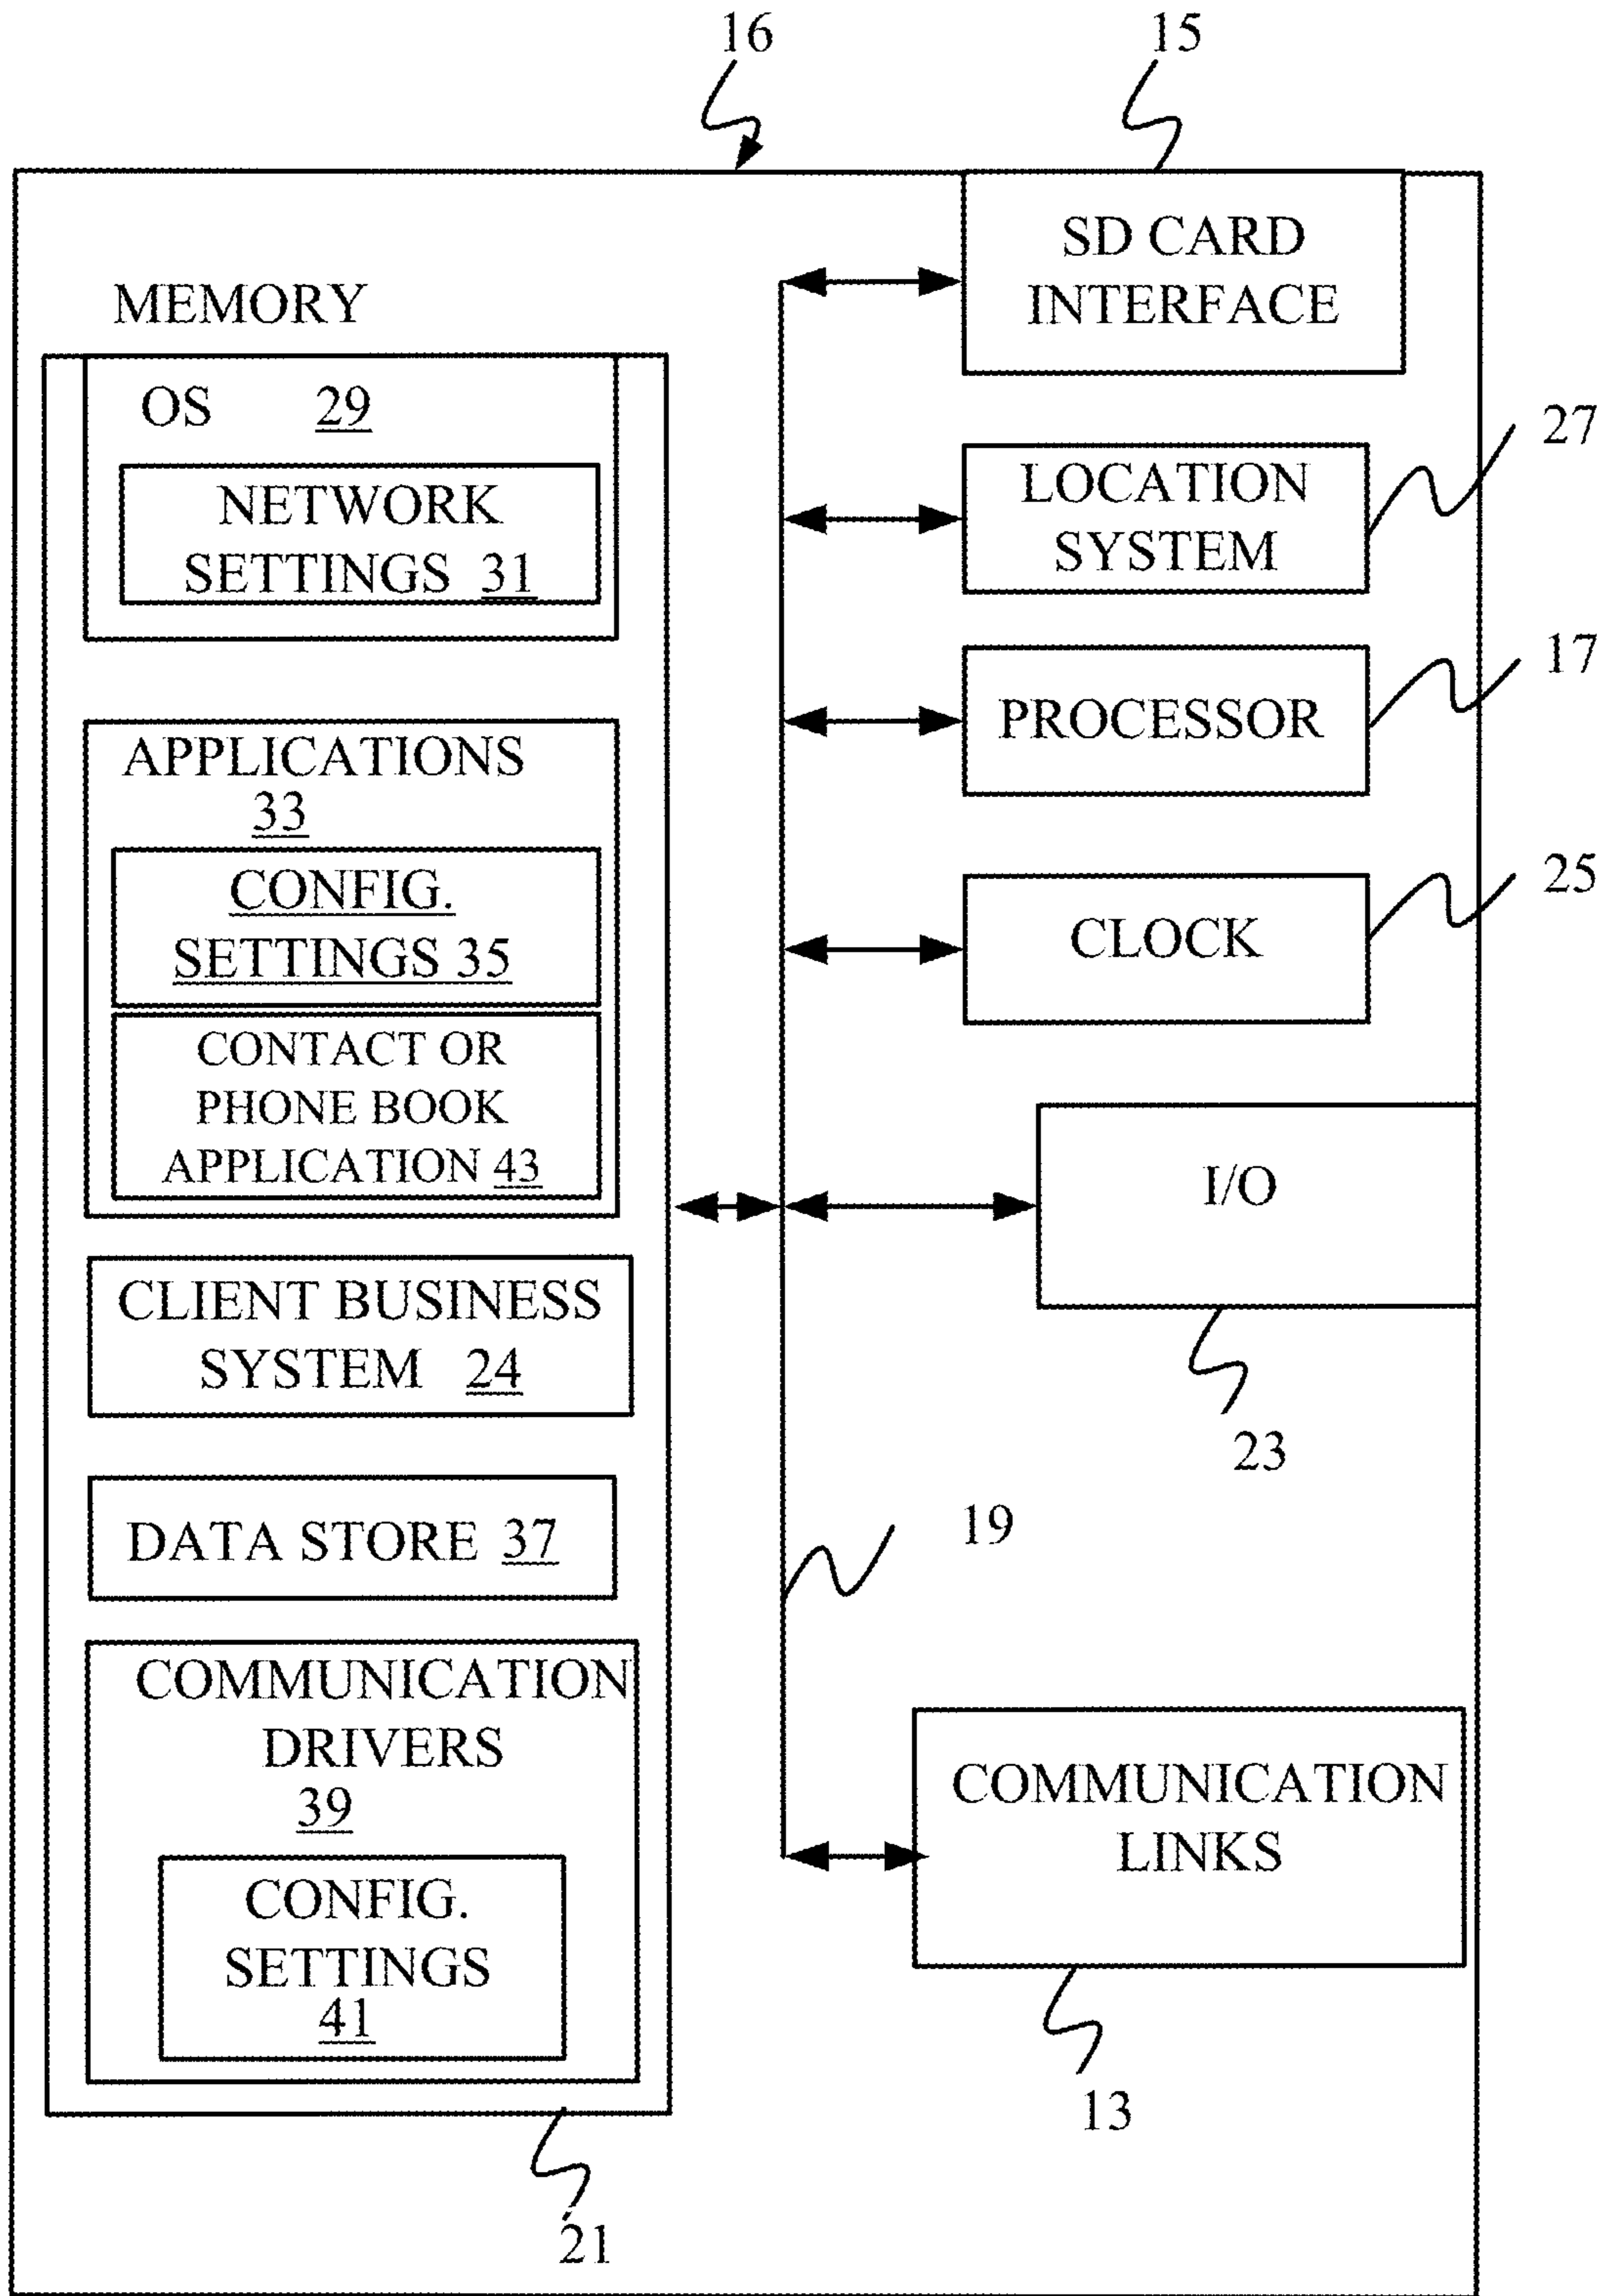 16
15
SD CARD
INTERFACE
MEMORY
OS 29
NETWORK
SETTINGS 31
27
LOCATION
SYSTEM
17
PROCESSOR
APPLICATIONS
33
CONFIG.
SETTINGS 35
25
CLOCK
CONTACT OR
PHONE BOOK
APPLICATION 43
I/O
23
CLIENT BUSINESS
SYSTEM 24
19
DATA STORE 37
COMMUNICATION
DRIVERS
39
CONFIG.
SETTINGS
41
COMMUNICATION
LINKS
13
21